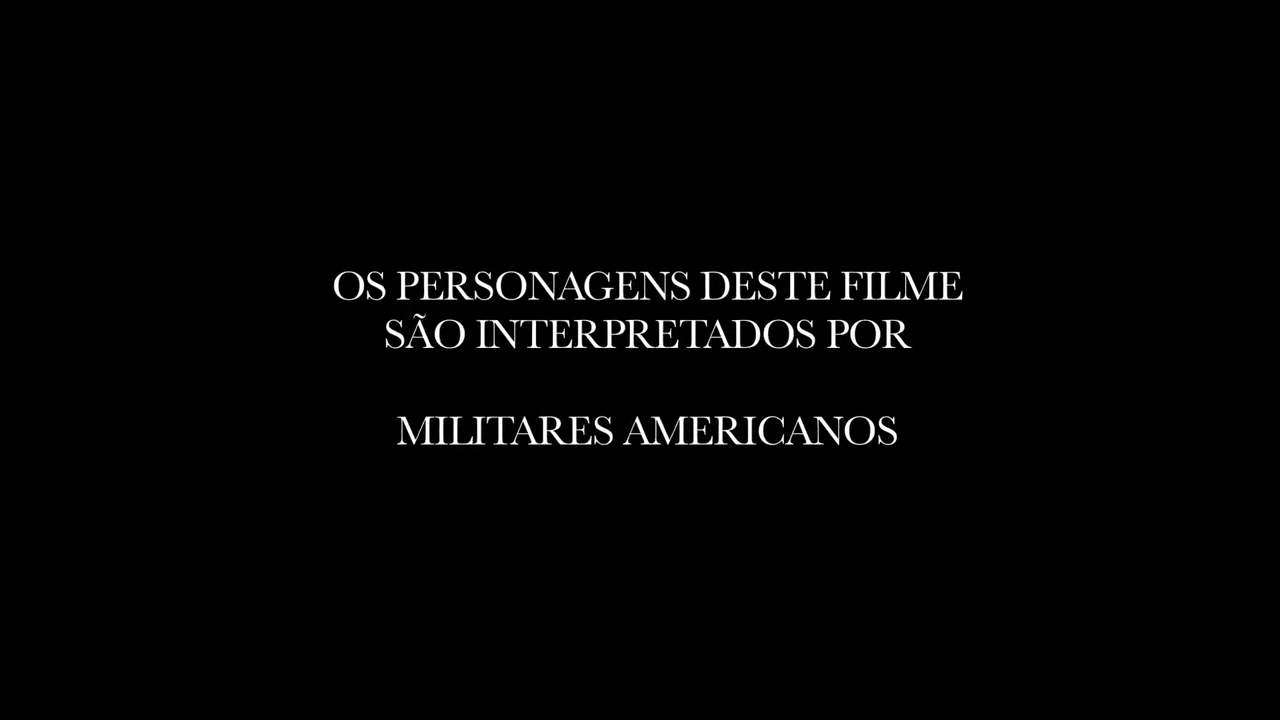 OS PERSONAGENS DESTE FILME
SÃO INTERPRETADOS POR
MILITARES AMERICANOS